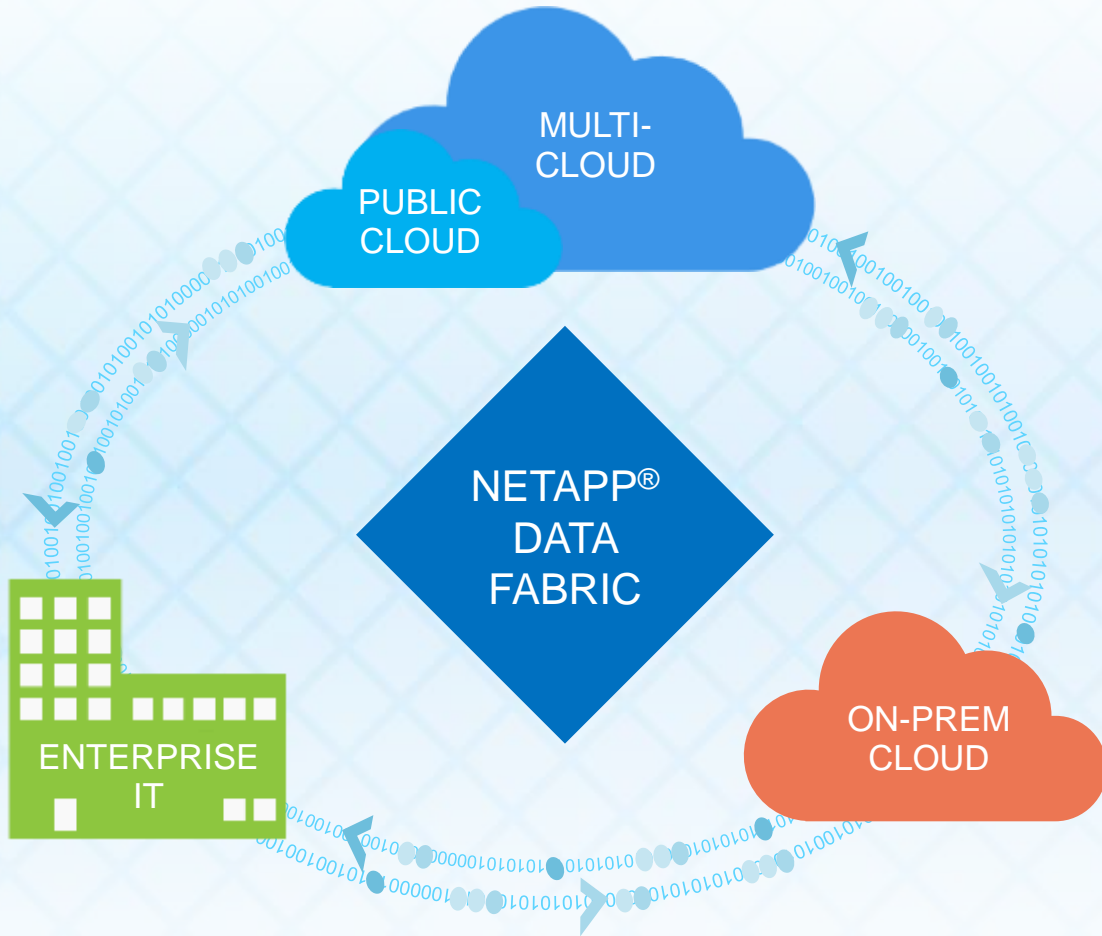 MULTI-
CLOUD
PUBLIC
CLOUD
NETAPP®
DATA
FABRIC
ON-PREM
CLOUD
ENTERPRISE
IT